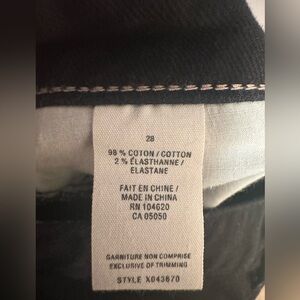 28
98 % COTON / COTTON
2 % ÉLASTHANNE /
ELASTANE
FAIT EN CHINE /
MADE IN CHINA
RN 104620
CA 05050
GARNITURE NON COMPRISE
EXCLUSIVE OF TRIMMING
STYLE X043670